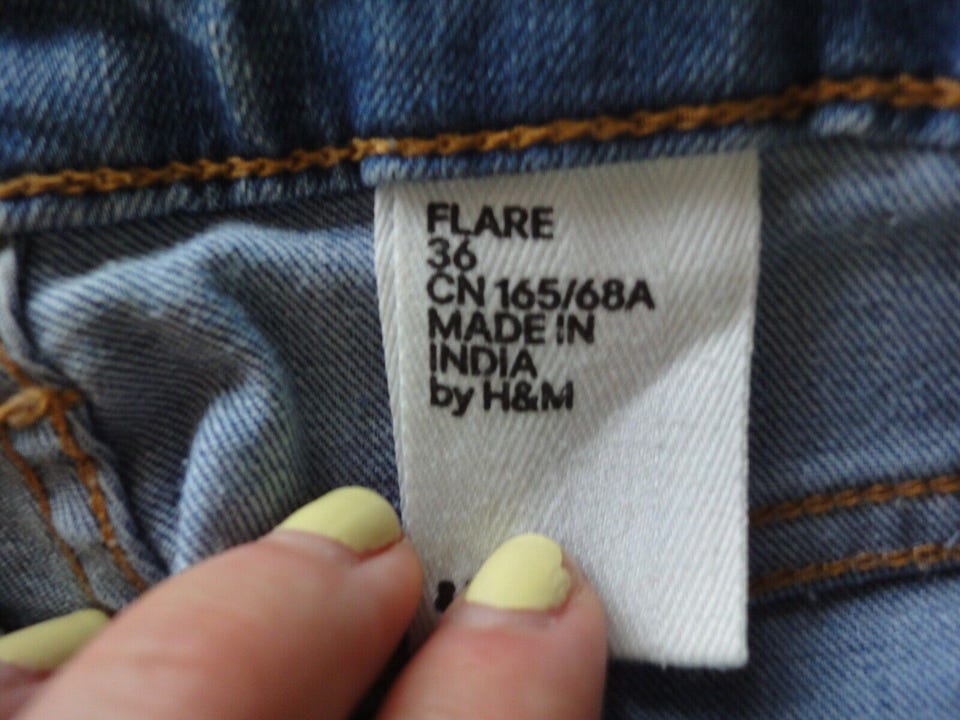 FLARE
36
CN 165/68A
MADE IN
INDIA
by H&M